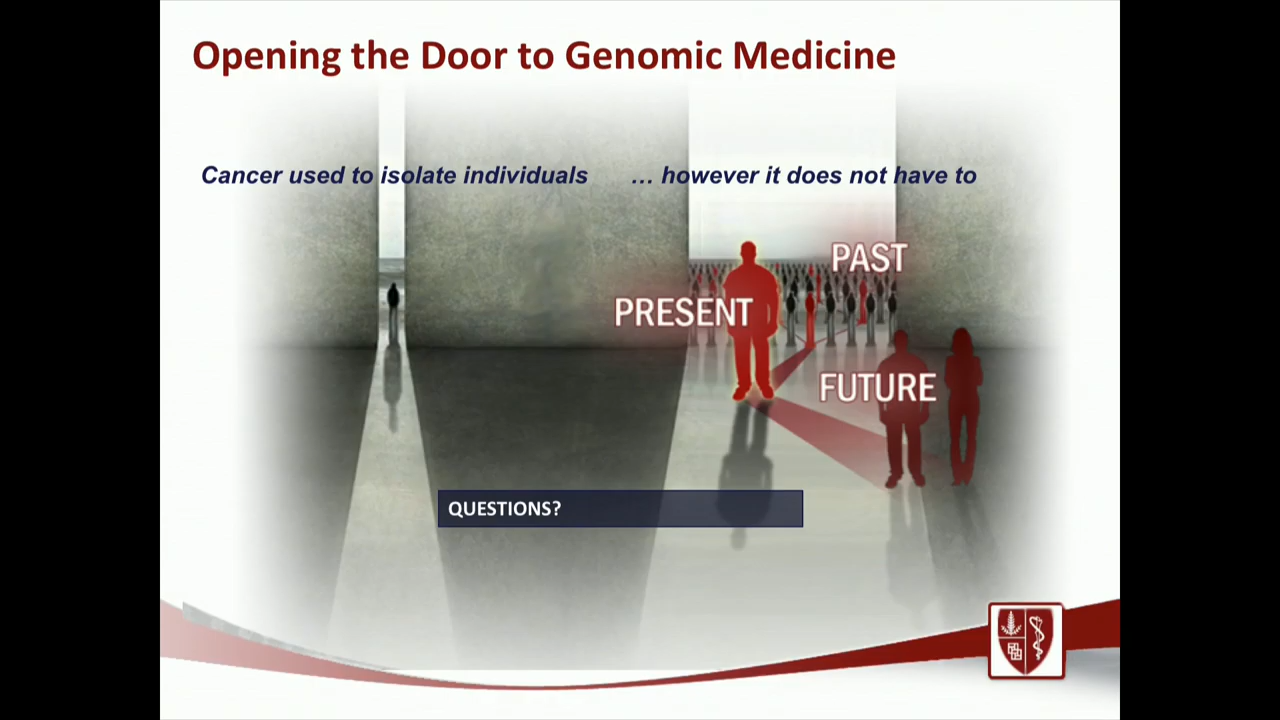 Opening the Door to Genomic Medicine
Cancer used to isolate individuals
… however it does not have to
PAST
PRESENT
FUTURE
QUESTIONS?